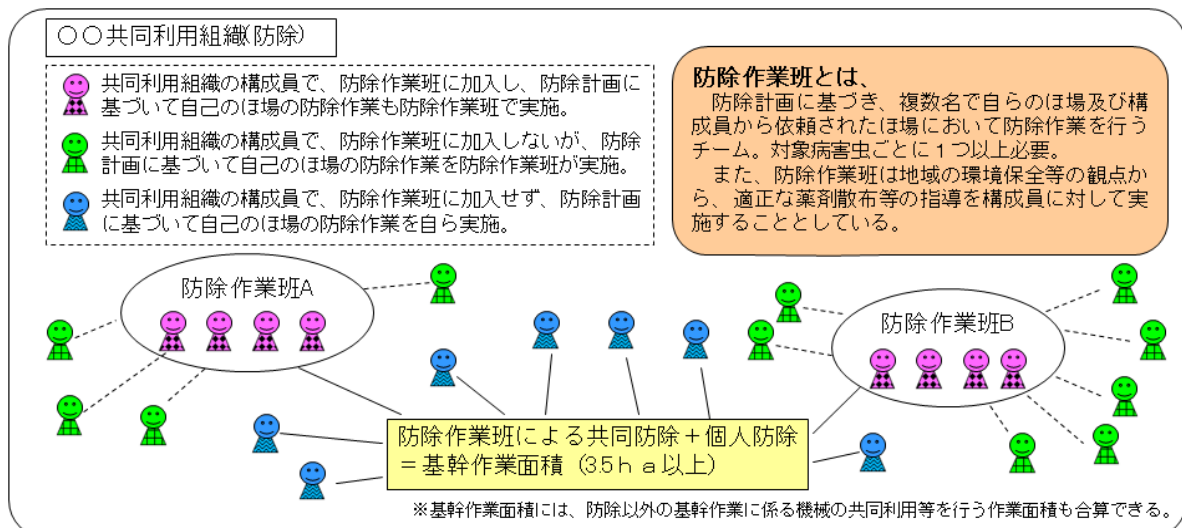 〇〇共同利用組織(防除)
共同利用組織の構成員で、防除作業班に加入し、防除計画に
基づいて自己のほ場の防除作業も防除作業班で実施。
共同利用組織の構成員で、防除作業班に加入しないが、防除
計画に基づいて自己のほ場の防除作業を防除作業班が実施。
共同利用組織の構成員で、防除作業班に加入せず、防除計画
に基づいて自己のほ場の防除作業を自ら実施。
防除作業班とは、
防除計画に基づき、複数名で自らのほ場及び構
成員から依頼されたほ場において防除作業を行う
チーム。対象病害虫ごとに1つ以上必要。
また、防除作業班は地域の環境保全等の観点か
ら、適正な薬剤散布等の指導を構成員に対して実
施することとしている。
防除作業班A
防除作業班B
防除作業班による共同防除+個人防除
=基幹作業面積(3.5ha以上)
※基幹作業面積には、防除以外の基幹作業に係る機械の共同利用等を行う作業面積も合算できる。